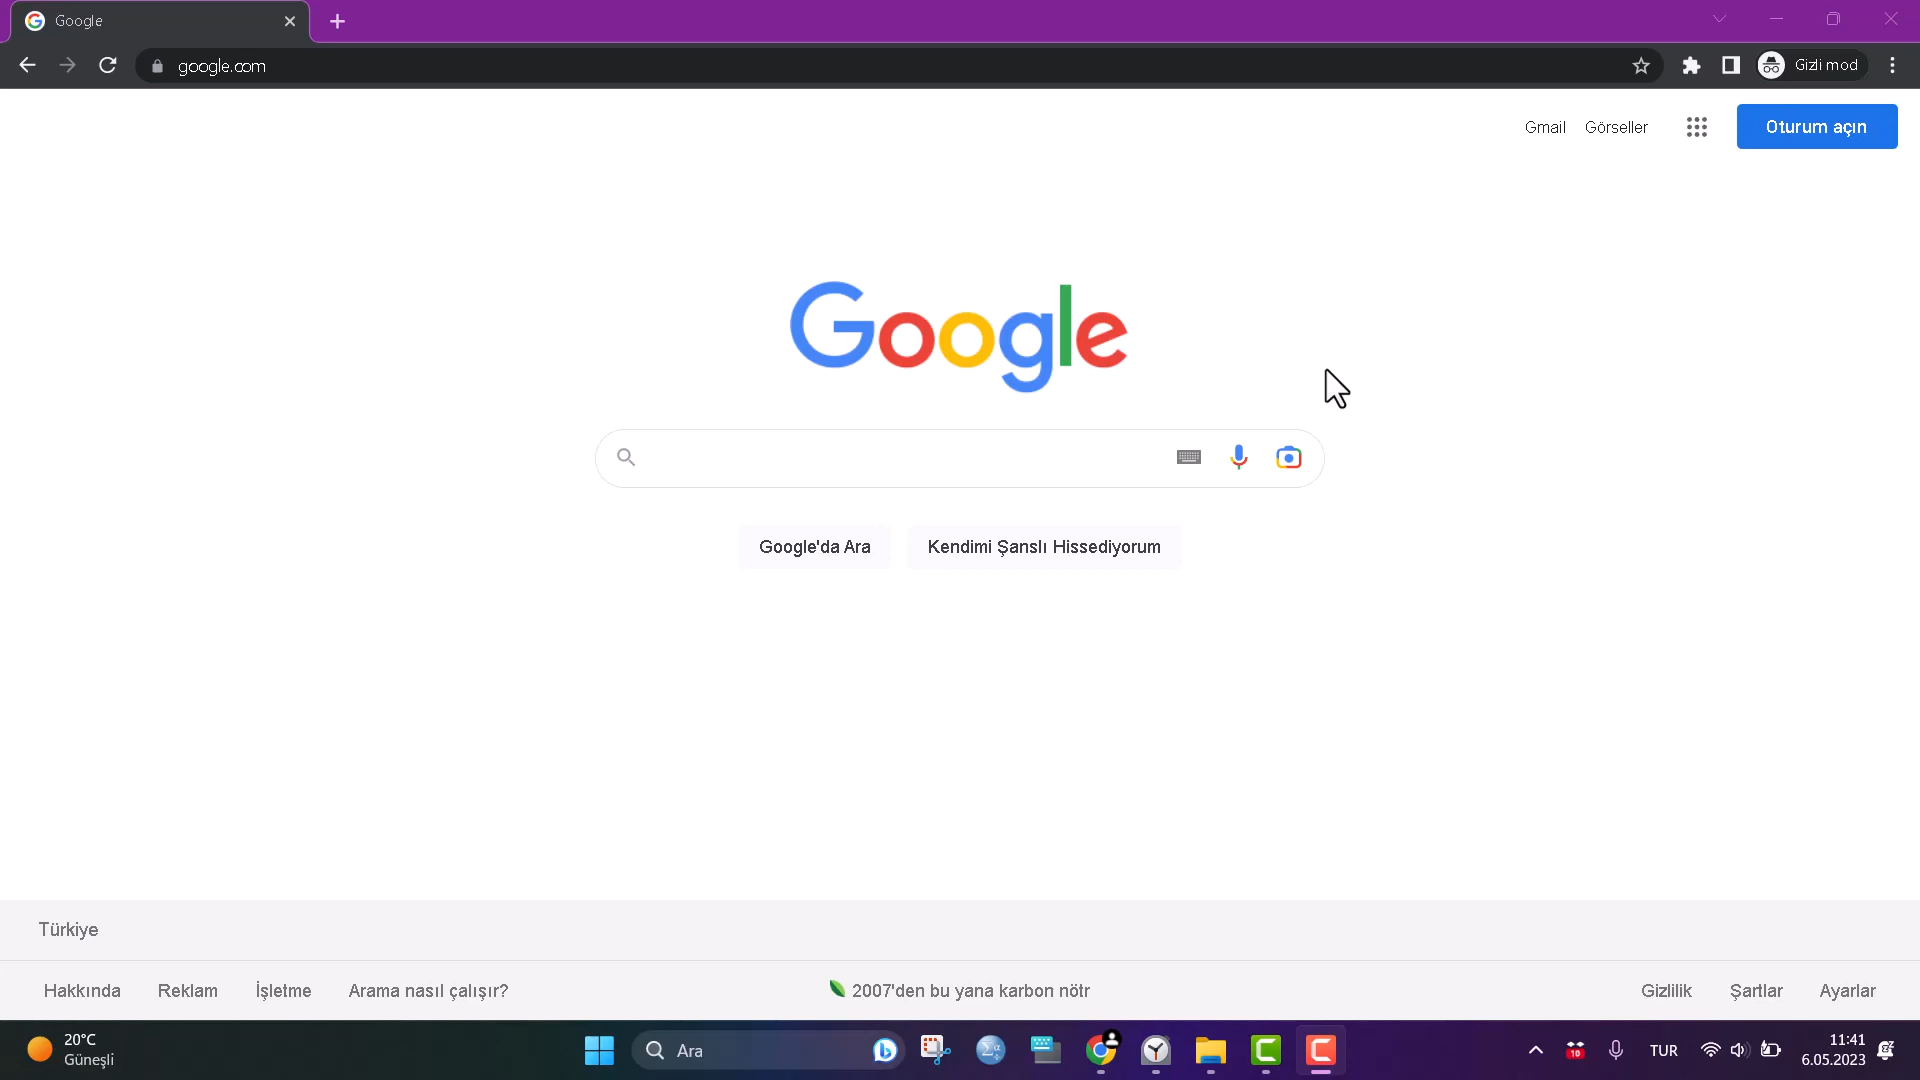 Google
google.com
Gizli mod
Gmail Görseller Oturum açın
Google
Google'da Ara Kendimi Şanslı Hissediyorum
Türkiye
Hakkında Reklam İşletme Arama nasıl çalışır? 2007'den bu yana karbon nötr Gizlilik Şartlar Ayarlar
20°C
Güneşli
Ara
10
TUR
11:41
6.05.2023